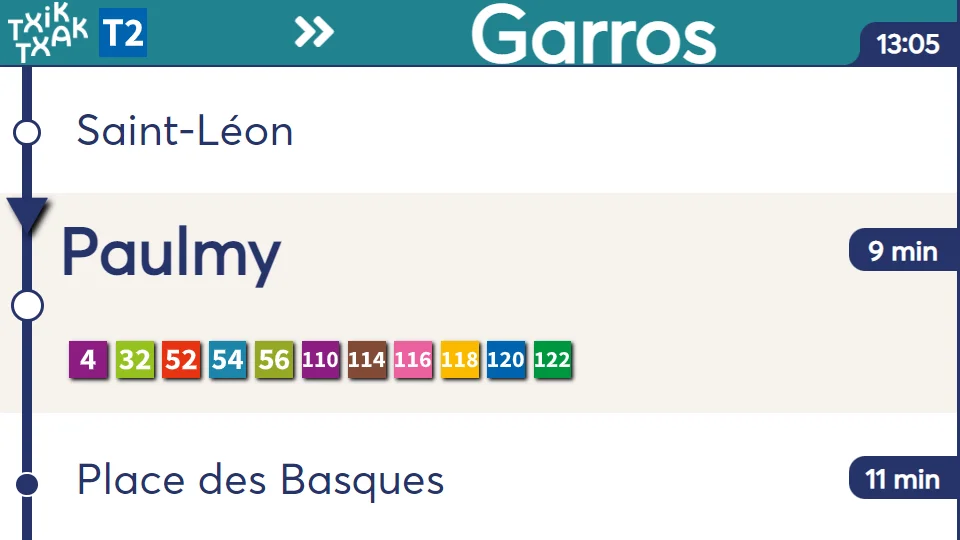 TXiK
TXAK
T2
Garros
13:05
Saint-Léon
Paulmy
9 min
4 32 52 54 56 110 114 116 118 120 122
Place des Basques
11 min